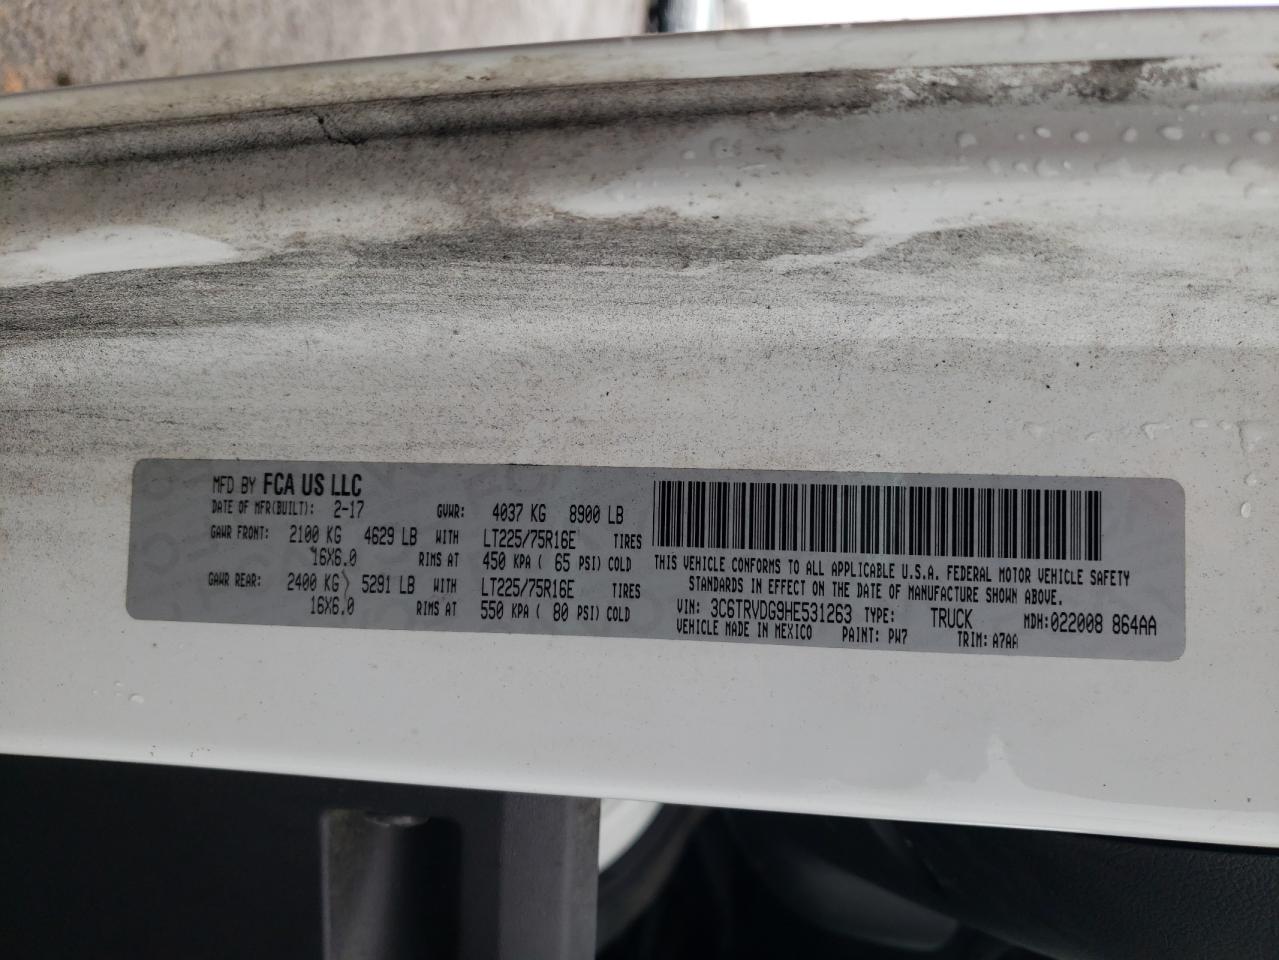 MFD BY FCA US LLC
DATE OF MFR(BUILT): 2-17 GVWR: 4037 KG 8900 LB
GAWR FRONT: 2100 KG 4629 LB WITH LT225/75R16E TIRES
16X6.0 RIMS AT 450 KPA ( 65 PSI) COLD
GAWR REAR: 2400 KG 5291 LB WITH LT225/75R16E TIRES
16X6.0 RIMS AT 550 KPA ( 80 PSI) COLD
THIS VEHICLE CONFORMS TO ALL APPLICABLE U.S.A. FEDERAL MOTOR VEHICLE SAFETY
STANDARDS IN EFFECT ON THE DATE OF MANUFACTURE SHOWN ABOVE.
VIN: 3C6TRVDG9HE531263 TYPE: TRUCK MDH:022008 864AA
VEHICLE MADE IN MEXICO PAINT: PW7 TRIM: A7AA